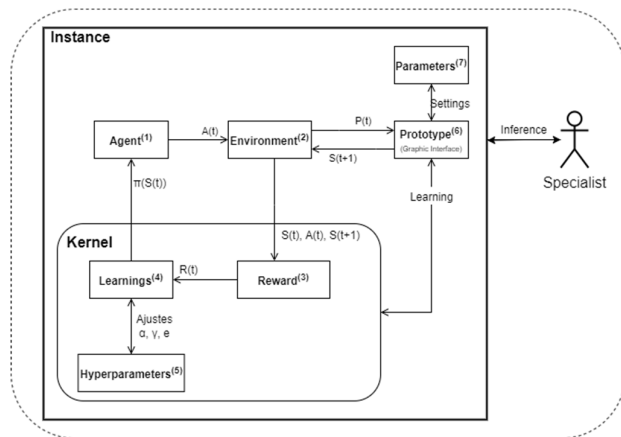 Instance
Parameters(7)
Settings
Agent(1)
A(t)
Environment(2)
P(t)
S(t+1)
Prototype(6)
(Graphic Interface)
Inference
Specialist
π(S(t))
Learning
Kernel
S(t), A(t), S(t+1)
Learnings(4)
R(t)
Reward(3)
Ajustes
α, γ, e
Hyperparameters(5)